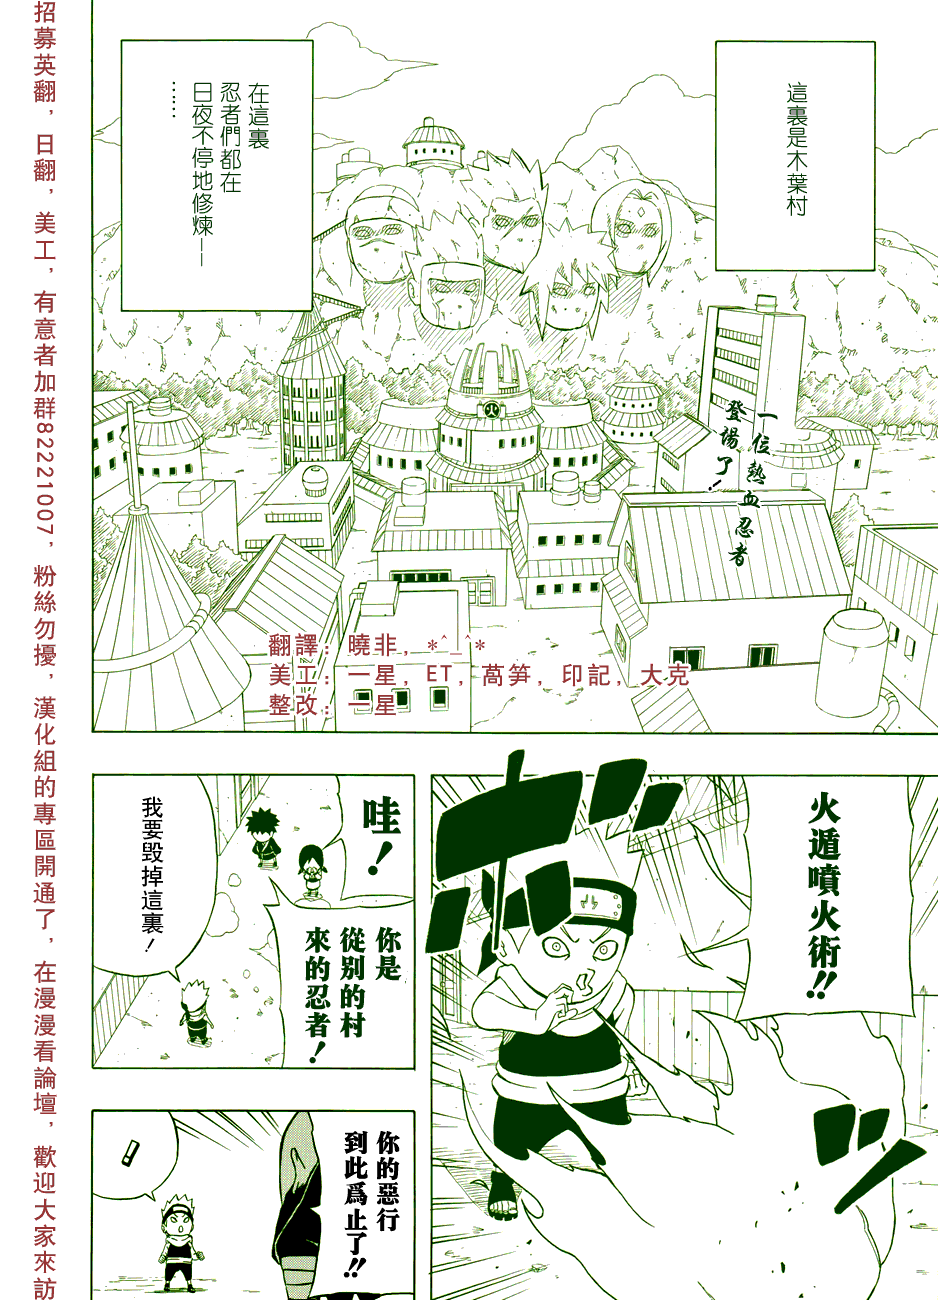 這裏是木葉村
在這裏
忍者們都在
日夜不停地修煉——
……
一位熱血忍者
登場了！
火
翻譯：曉非，*^_^*
美工：一星，ET，萵笋，印記，大克
整改：一星
火遁噴火術!!
哇！
你是
從別的村
來的忍者！
我要毀掉這裏！
你的惡行
到此爲止了!!
！
招募英翻，日翻，美工，有意者加群82221007，粉絲勿擾，漢化組的專區開通了，在漫漫看論壇，歡迎大家來訪